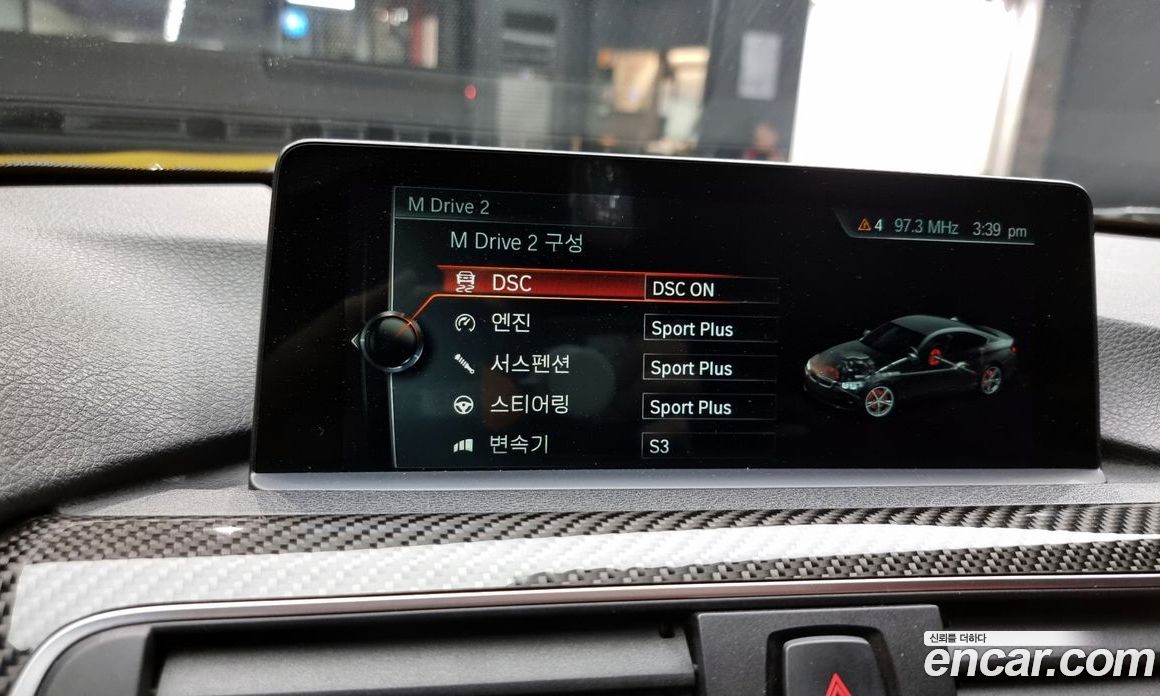 M Drive 2
4 97.3 MHz 3:39 pm
M Drive 2 구성
DSC DSC ON
엔진 Sport Plus
서스펜션 Sport Plus
스티어링 Sport Plus
변속기 S3
신뢰를 더하다
encar.com